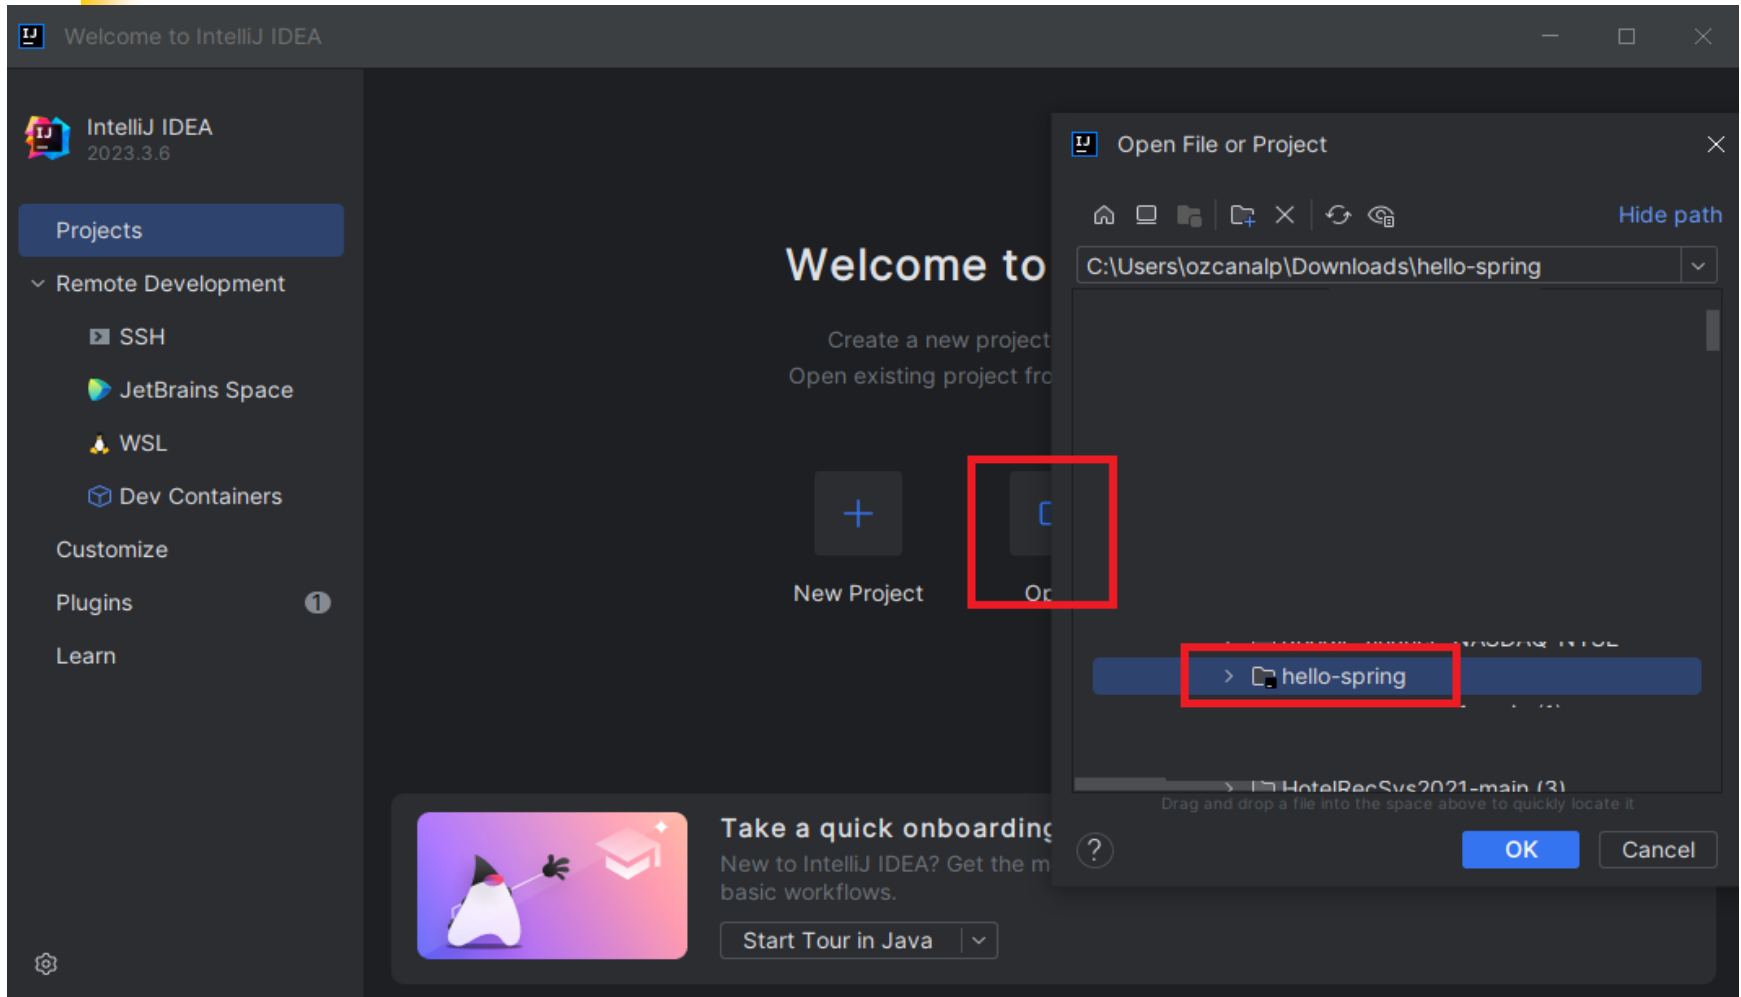 Welcome to IntelliJ IDEA
IntelliJ IDEA
2023.3.6
Projects
Remote Development
SSH
JetBrains Space
WSL
Dev Containers
Customize
Plugins
1
Learn
Welcome to
Create a new project
Open existing project
New Project
Take a quick onboarding
New to IntelliJ IDEA? Get the
basic workflows.
Start Tour in Java
Open File or Project
Hide path
C:\Users\ozcanalp\Downloads\hello-spring
hello-spring
HotelRecSys2021-main (3)
Drag and drop a file into the space above to quickly locate it
?
OK
Cancel